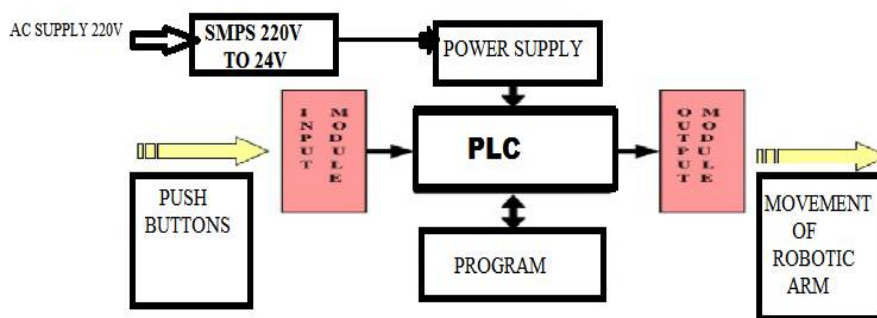 AC SUPPLY 220V
SMPS 220V
TO 24V
POWER SUPPLY
INPUT
MODULE
PLC
OUTPUT
MODULE
PUSH
BUTTONS
PROGRAM
MOVEMENT
OF
ROBOTIC
ARM